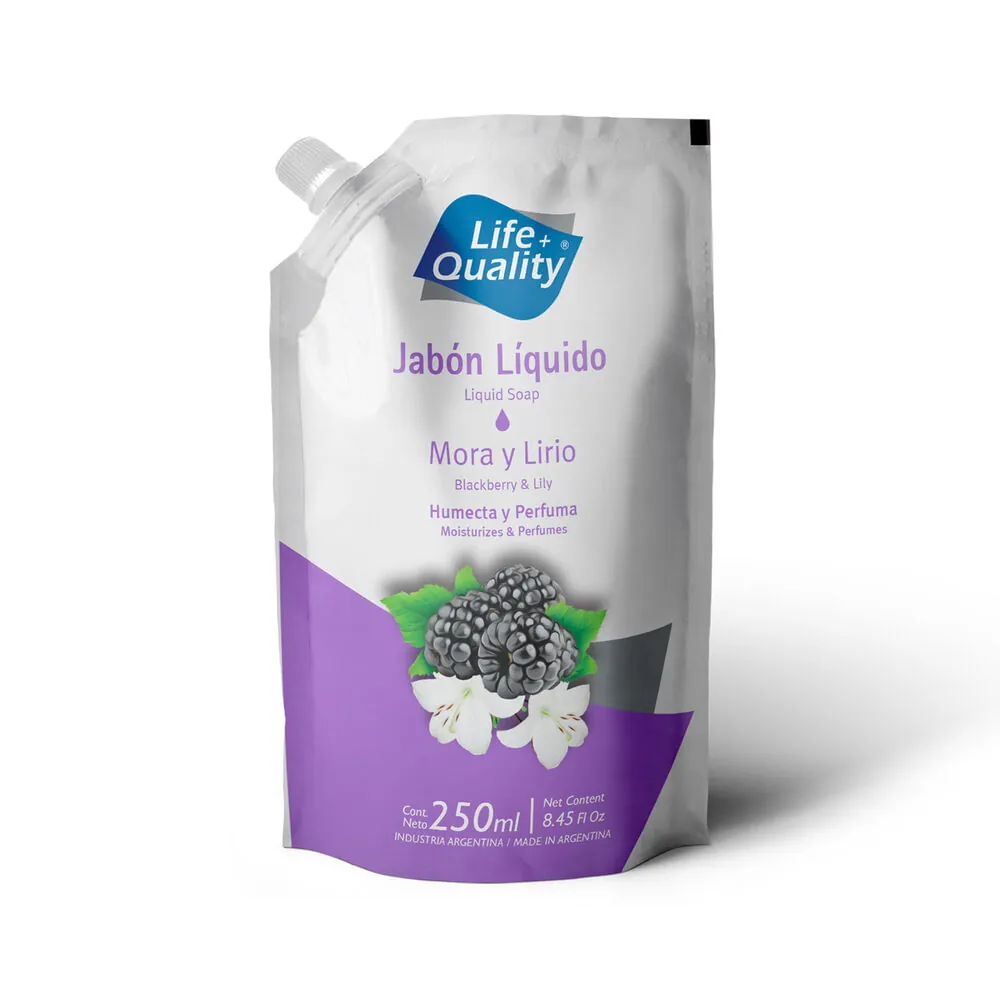 Life +
Quality ®
Jabón Líquido
Liquid Soap
Mora y Lirio
Blackberry & Lily
Humecta y Perfuma
Moisturizes & Perfumes
Cont. Neto 250ml | Net Content 8.45 Fl Oz
INDUSTRIA ARGENTINA / MADE IN ARGENTINA